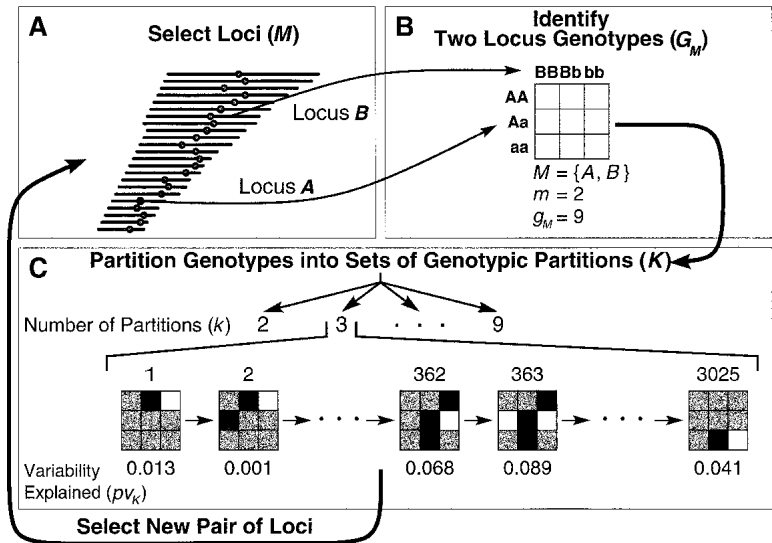 A
Select Loci (M)
Locus B
Locus A
B
Identify
Two Locus Genotypes (G_M)
BB Bb bb
AA
Aa
aa
M = {A, B}
m = 2
g_M = 9
C
Partition Genotypes into Sets of Genotypic Partitions (K)
Number of Partitions (k) 2 3 · · · 9
1 2 362 363 3025
· · · · · ·
Variability
Explained (pv_K)
0.013 0.001 0.068 0.089 0.041
Select New Pair of Loci